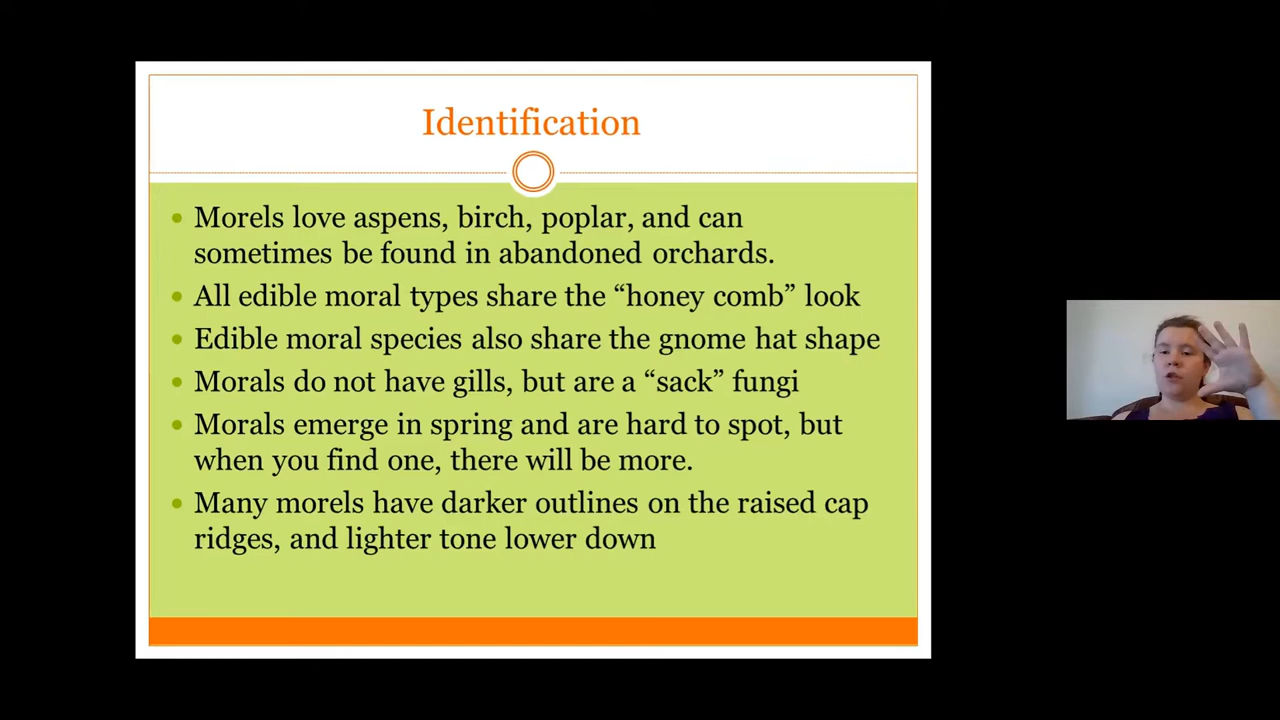 Identification
Morels love aspens, birch, poplar, and can
sometimes be found in abandoned orchards.
All edible moral types share the “honey comb” look
Edible moral species also share the gnome hat shape
Morals do not have gills, but are a “sack” fungi
Morals emerge in spring and are hard to spot, but
when you find one, there will be more.
Many morels have darker outlines on the raised cap
ridges, and lighter tone lower down